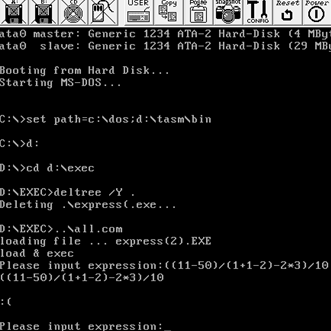 A: B: CD USER Copy Paste Snapshot CONFIG Reset Power
ata0 master: Generic 1234 ATA-2 Hard-Disk (4 MByt
ata0  slave: Generic 1234 ATA-2 Hard-Disk (29 MB
Booting from Hard Disk...
Starting MS-DOS...
C:\>set path=c:\dos;d:\tasm\bin
C:\>d:
D:\>cd d:\exec
D:\EXEC>deltree /Y .
Deleting .\express(.exe...
D:\EXEC>..\all.com
loading file ... express(2).EXE
load & exec
Please input expression:((11-50)/(1+1-2)-2*3)/10
((11-50)/(1+1-2)-2*3)/10
:(
Please input expression:_